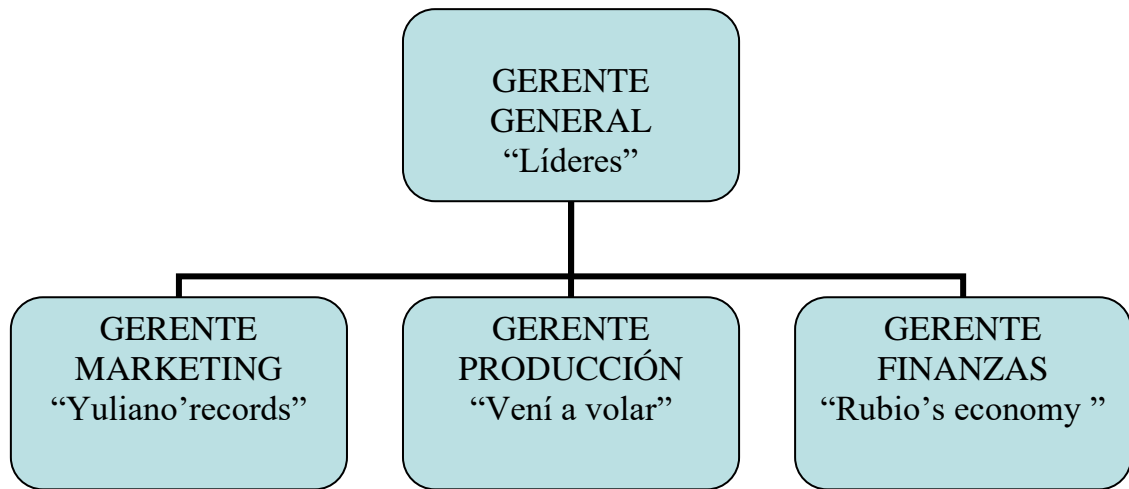 GERENTE
GENERAL
“Líderes”
GERENTE
MARKETING
“Yuliano’records”
GERENTE
PRODUCCIÓN
“Vení a volar”
GERENTE
FINANZAS
“Rubio’s economy ”